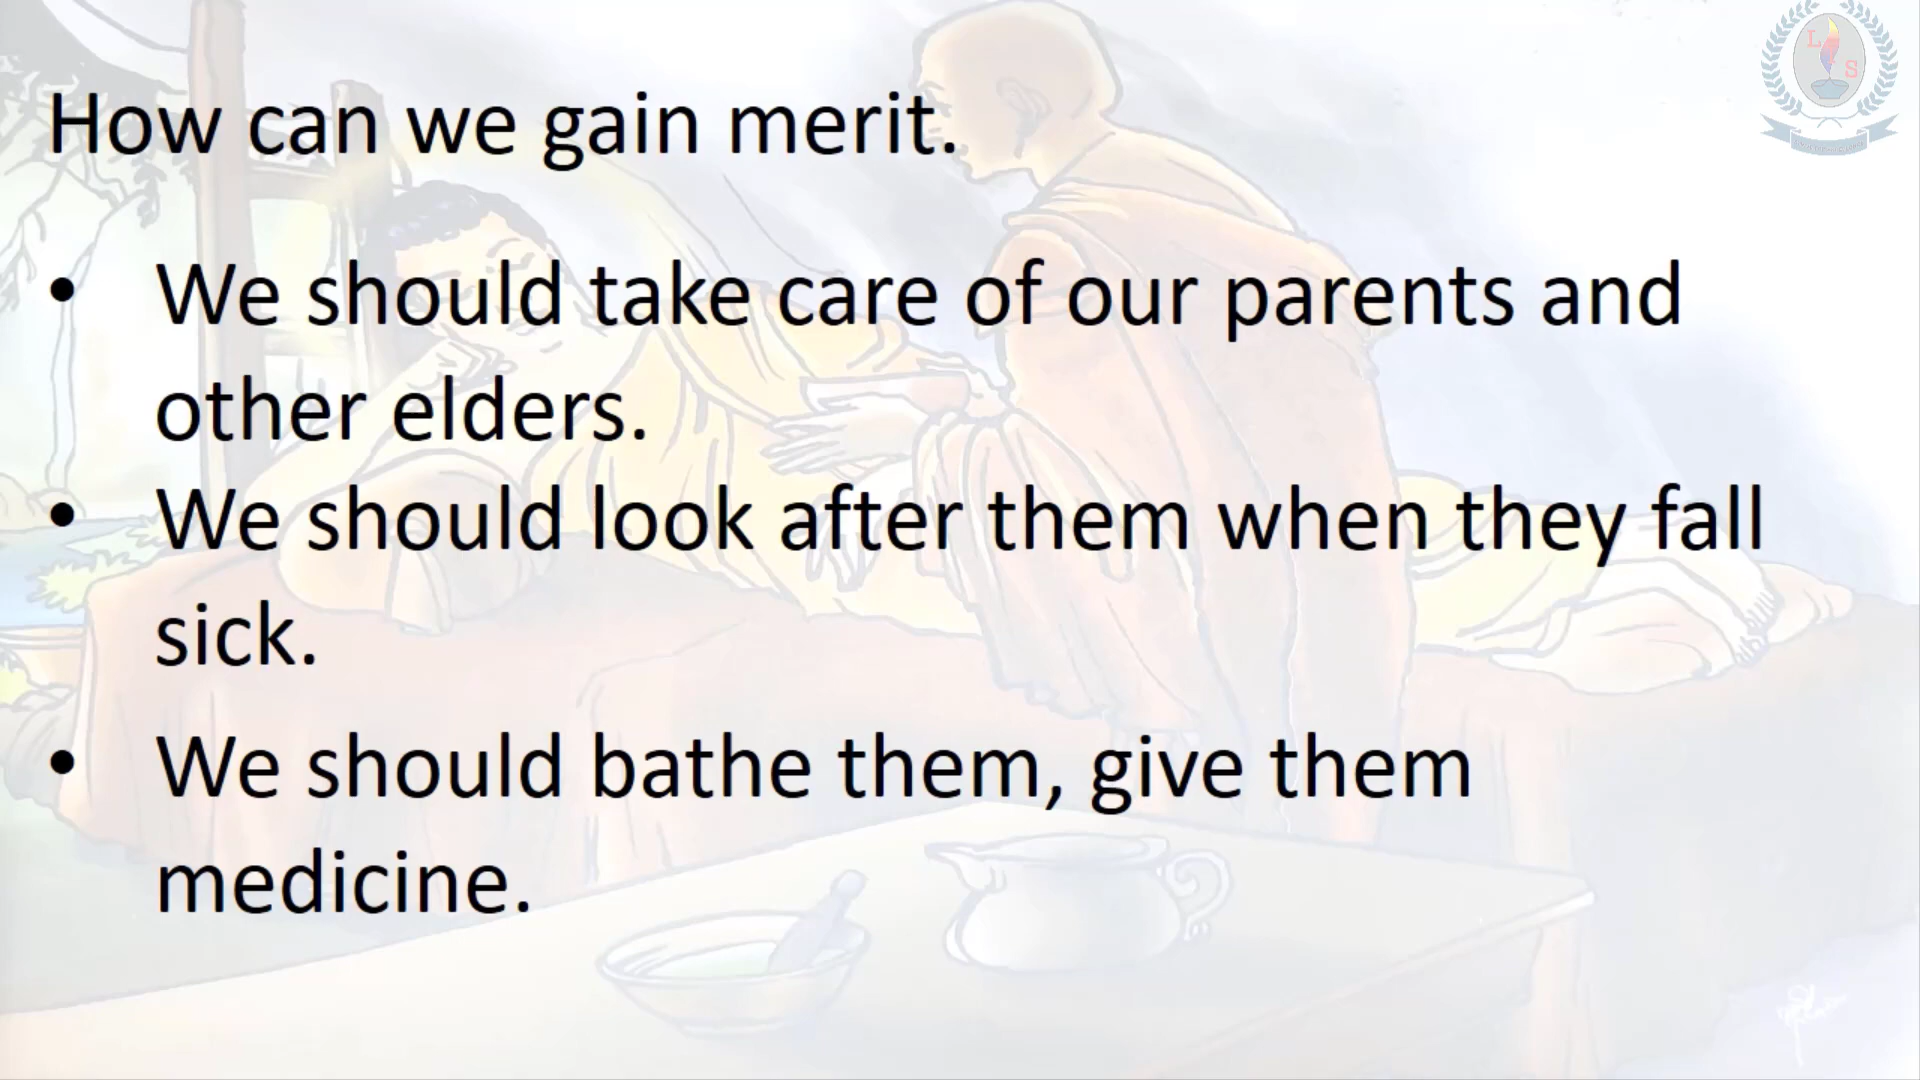 How can we gain merit.
• We should take care of our parents and
other elders.
• We should look after them when they fall
sick.
• We should bathe them, give them
medicine.
L
S